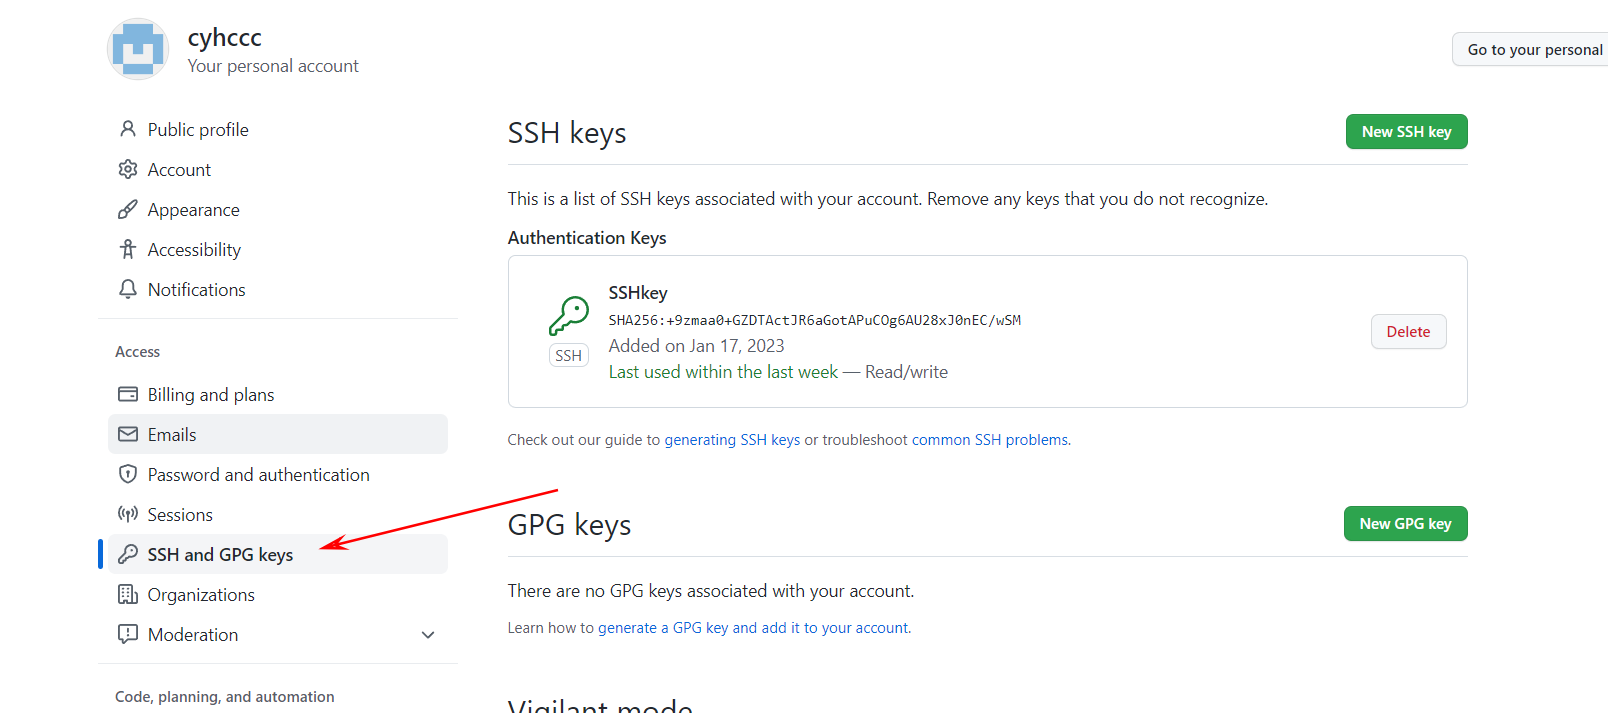 cyhccc
Your personal account
Go to your personal
Public profile
Account
Appearance
Accessibility
Notifications
Access
Billing and plans
Emails
Password and authentication
Sessions
SSH and GPG keys
Organizations
Moderation
Code, planning, and automation
SSH keys
New SSH key
This is a list of SSH keys associated with your account. Remove any keys that you do not recognize.
Authentication Keys
SSHkey
SHA256:+9zmaa0+GZDTActJR6aGotAPuCOg6AU28xJ0nEC/wSM
Added on Jan 17, 2023
Last used within the last week — Read/write
SSH
Delete
Check out our guide to generating SSH keys or troubleshoot common SSH problems.
GPG keys
New GPG key
There are no GPG keys associated with your account.
Learn how to generate a GPG key and add it to your account.
Vigilant mode